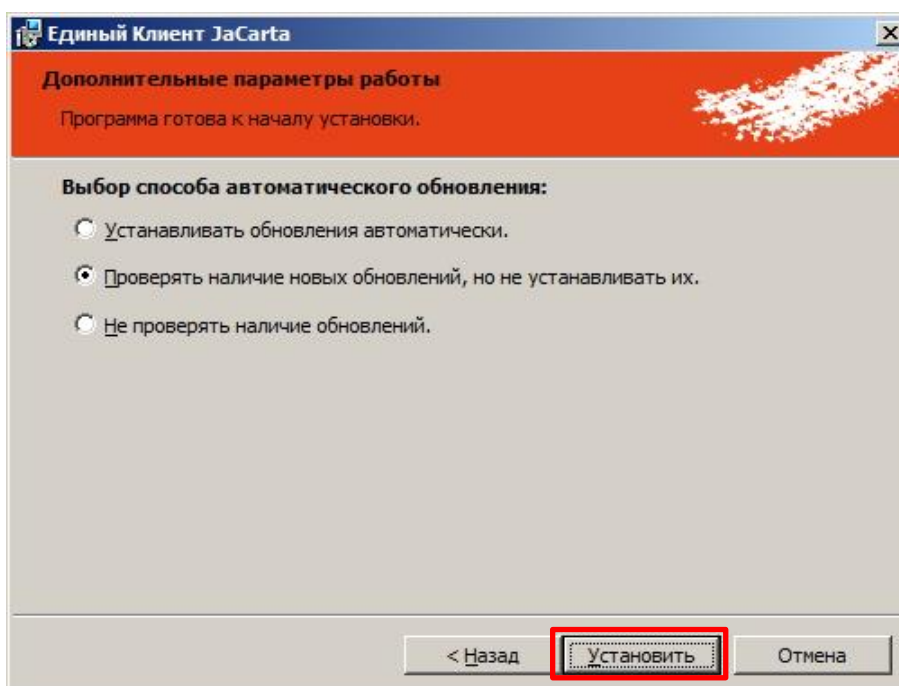 Единый Клиент JaCarta
Дополнительные параметры работы
Программа готова к началу установки.
Выбор способа автоматического обновления:
Устанавливать обновления автоматически.
Проверять наличие новых обновлений, но не устанавливать их.
Не проверять наличие обновлений.
< Назад Установить Отмена